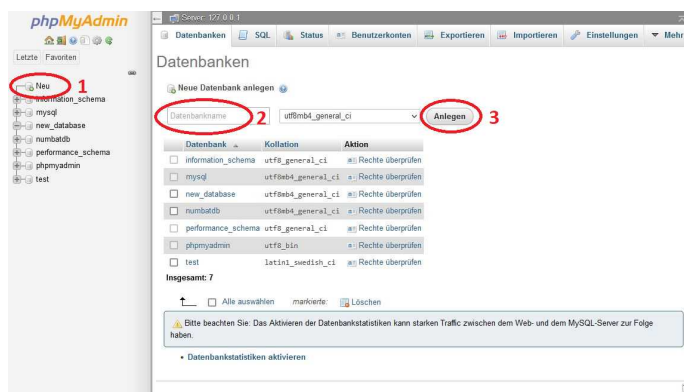 phpMyAdmin
Letzte Favoriten
Neu 1
information_schema
mysql
new_database
numbatdb
performance_schema
phpmyadmin
test
Server: 127.0.0.1
Datenbanken SQL Status Benutzerkonten Exportieren Importieren Einstellungen Mehr
Datenbanken
Neue Datenbank anlegen
Datenbankname 2 utf8mb4_general_ci Anlegen 3
Datenbank Kollation Aktion
information_schema utf8_general_ci Rechte überprüfen
mysql utf8mb4_general_ci Rechte überprüfen
new_database utf8mb4_general_ci Rechte überprüfen
numbatdb utf8mb4_general_ci Rechte überprüfen
performance_schema utf8_general_ci Rechte überprüfen
phpmyadmin utf8_bin Rechte überprüfen
test latin1_swedish_ci Rechte überprüfen
Insgesamt: 7
Alle auswählen markierte: Löschen
Bitte beachten Sie: Das Aktivieren der Datenbankstatistiken kann starken Traffic zwischen dem Web- und dem MySQL-Server zur Folge
haben.
• Datenbankstatistiken aktivieren